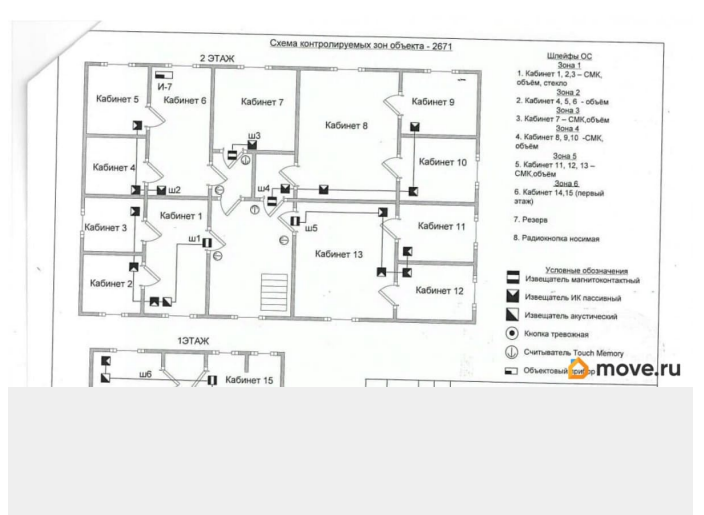 Схема контролируемых зон объекта - 2671
2 ЭТАЖ
И-7
Кабинет 5
Кабинет 6
Кабинет 7
Кабинет 8
Кабинет 9
Кабинет 4
Кабинет 10
ш3
ш2
ш4
Кабинет 3
Кабинет 1
ш1
ш5
Кабинет 11
Кабинет 13
Кабинет 2
Кабинет 12
1ЭТАЖ
ш6
Кабинет 15
Шлейфы ОС
Зона 1
1. Кабинет 1, 2,3 – СМК,
объём, стекло
Зона 2
2. Кабинет 4, 5, 6 - объём
Зона 3
3. Кабинет 7 – СМК,объём
Зона 4
4. Кабинет 8, 9,10 -СМК,
объём
Зона 5
5. Кабинет 11, 12, 13 –
СМК,объём
Зона 6
6. Кабинет 14,15 (первый
этаж)
7. Резерв
8. Радиокнопка носимая
Условные обозначения
Извещатель магнитоконтактный
Извещатель ИК пассивный
Извещатель акустический
Кнопка тревожная
Считыватель Touch Memory
Объектовый прибор
move.ru